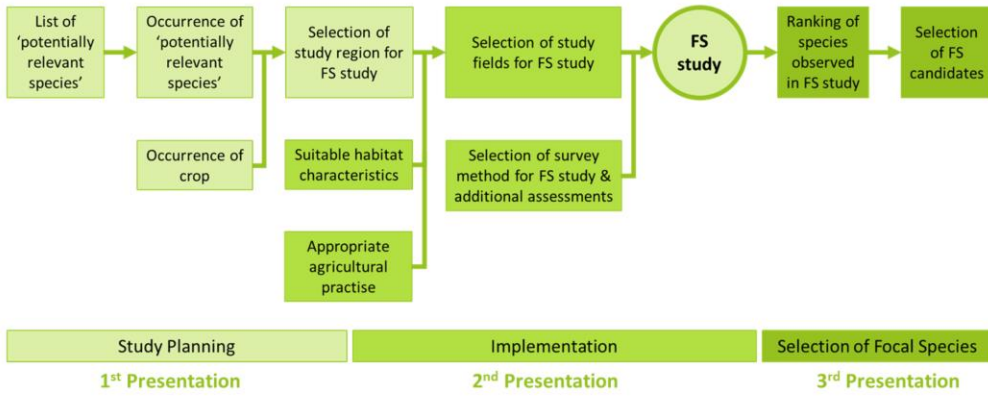 List of
‘potentially
relevant
species’
Occurrence of
‘potentially
relevant
species’
Selection of
study region for
FS study
Selection of study
fields for FS study
FS
study
Ranking of
species
observed
in FS study
Selection
of FS
candidates
Occurrence of
crop
Suitable habitat
characteristics
Selection of survey
method for FS study &
additional assessments
Appropriate
agricultural
practise
Study Planning
Implementation
Selection of Focal Species
1st Presentation
2nd Presentation
3rd Presentation